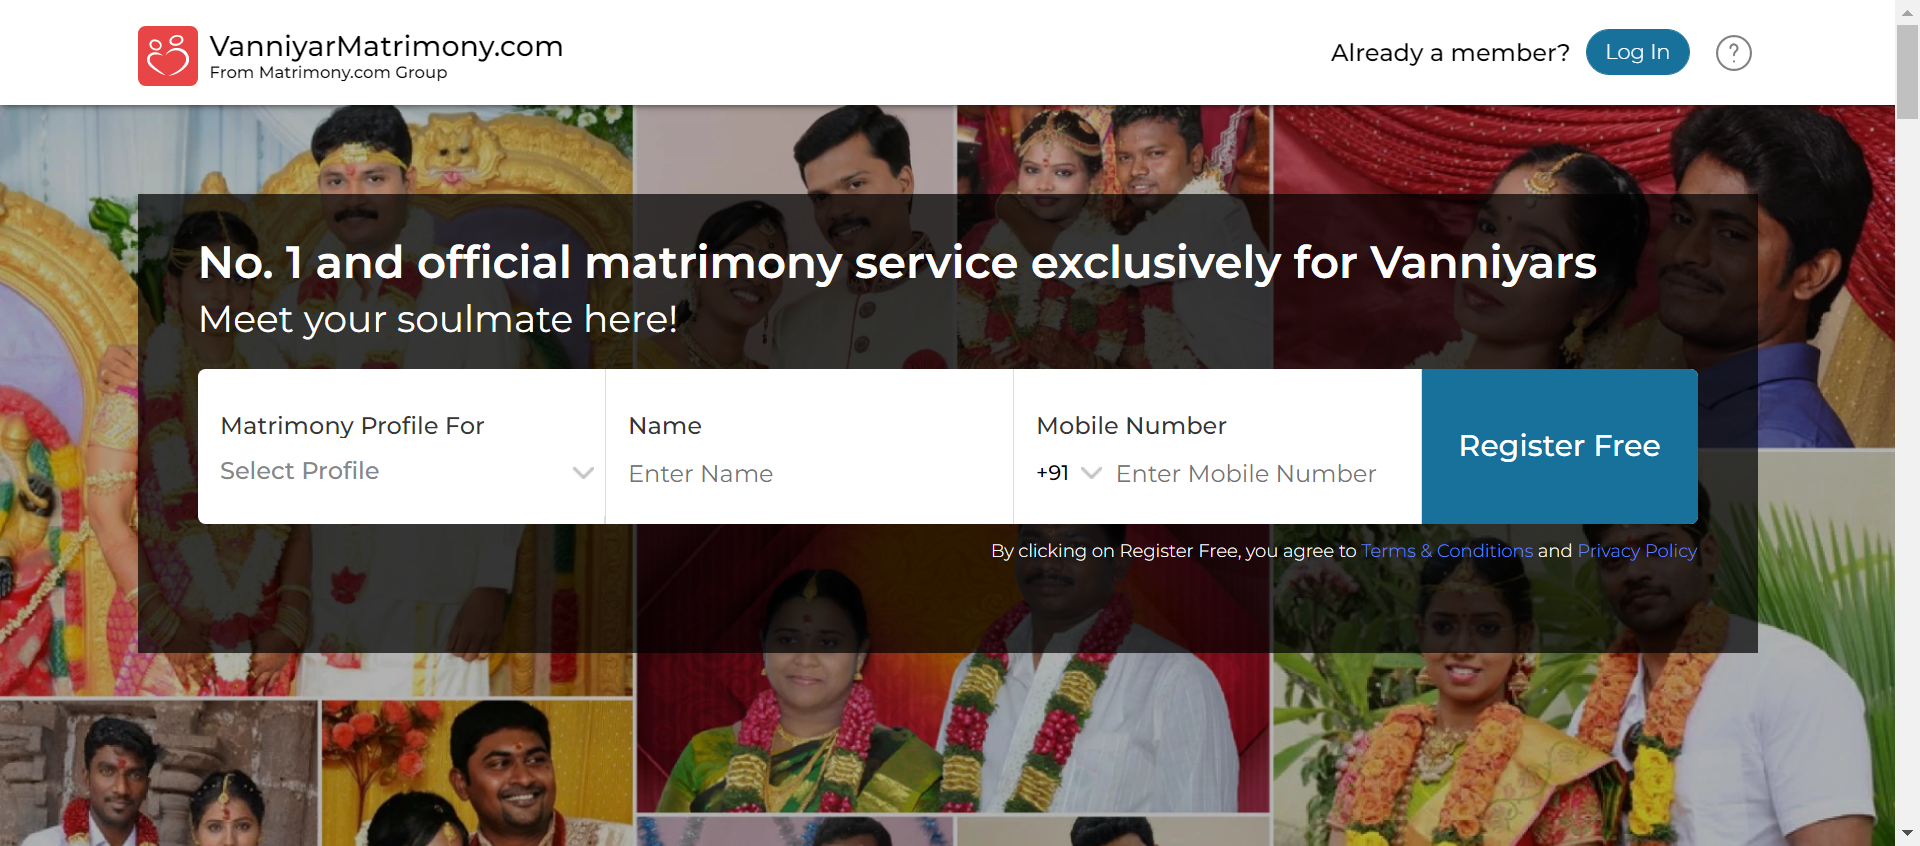 VanniyarMatrimony.com
From Matrimony.com Group
Already a member?
Log In
?
No. 1 and official matrimony service exclusively for Vanniyars
Meet your soulmate here!
Matrimony Profile For
Select Profile
Name
Enter Name
Mobile Number
+91
Enter Mobile Number
Register Free
By clicking on Register Free, you agree to Terms & Conditions and Privacy Policy